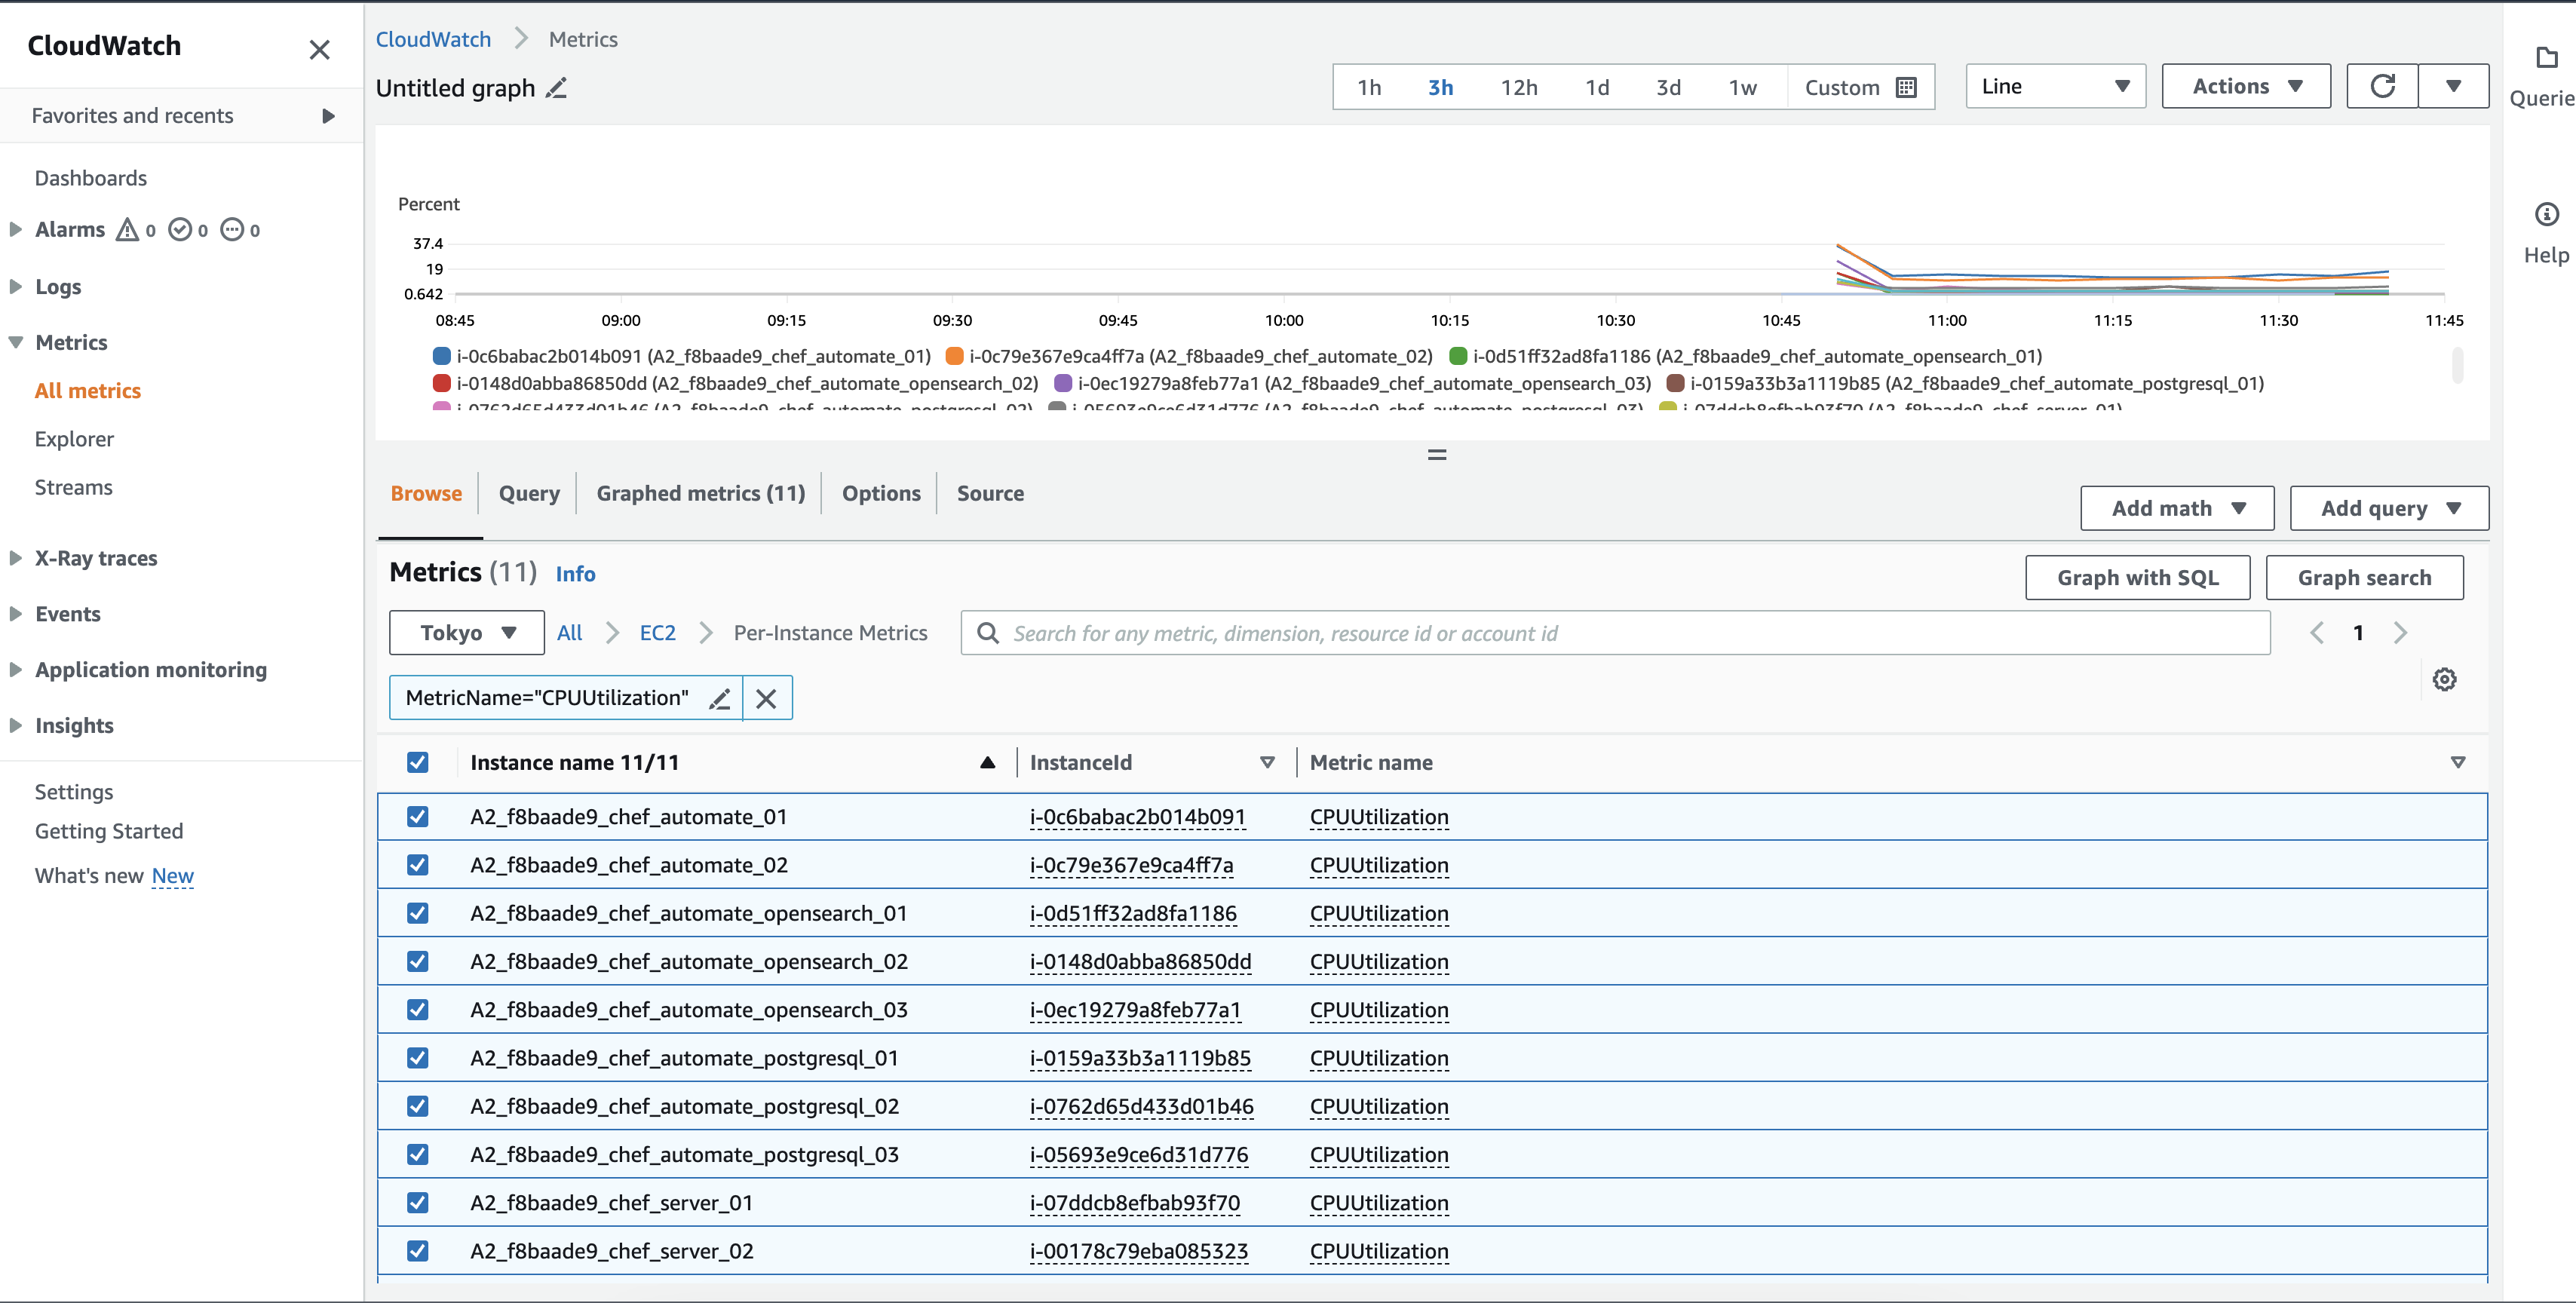 CloudWatch
Favorites and recents
Dashboards
Alarms 0 0 0
Logs
Metrics
All metrics
Explorer
Streams
X-Ray traces
Events
Application monitoring
Insights
Settings
Getting Started
What's new New
CloudWatch > Metrics
Untitled graph
1h 3h 12h 1d 3d 1w Custom
Line
Actions
Percent
37.4
19
0.642
08:45 09:00 09:15 09:30 09:45 10:00 10:15 10:30 10:45 11:00 11:15 11:30 11:45
i-0c6babac2b014b091 (A2_f8baade9_chef_automate_01) i-0c79e367e9ca4ff7a (A2_f8baade9_chef_automate_02) i-0d51ff32ad8fa1186 (A2_f8baade9_chef_automate_opensearch_01)
i-0148d0abba86850dd (A2_f8baade9_chef_automate_opensearch_02) i-0ec19279a8feb77a1 (A2_f8baade9_chef_automate_opensearch_03) i-0159a33b3a1119b85 (A2_f8baade9_chef_automate_postgresql_01)
i-0762d65d433d01b46 (A2_f8baade9_chef_automate_postgresql_02) i-05693e9ce6d31d776 (A2_f8baade9_chef_automate_postgresql_03) i-07ddcb8efbab93f70 (A2_f8baade9_chef_server_01)
Browse Query Graphed metrics (11) Options Source
Add math Add query
Metrics (11) Info
Graph with SQL Graph search
Tokyo All > EC2 > Per-Instance Metrics
Search for any metric, dimension, resource id or account id
1
MetricName="CPUUtilization"
Instance name 11/11 InstanceId Metric name
A2_f8baade9_chef_automate_01 i-0c6babac2b014b091 CPUUtilization
A2_f8baade9_chef_automate_02 i-0c79e367e9ca4ff7a CPUUtilization
A2_f8baade9_chef_automate_opensearch_01 i-0d51ff32ad8fa1186 CPUUtilization
A2_f8baade9_chef_automate_opensearch_02 i-0148d0abba86850dd CPUUtilization
A2_f8baade9_chef_automate_opensearch_03 i-0ec19279a8feb77a1 CPUUtilization
A2_f8baade9_chef_automate_postgresql_01 i-0159a33b3a1119b85 CPUUtilization
A2_f8baade9_chef_automate_postgresql_02 i-0762d65d433d01b46 CPUUtilization
A2_f8baade9_chef_automate_postgresql_03 i-05693e9ce6d31d776 CPUUtilization
A2_f8baade9_chef_server_01 i-07ddcb8efbab93f70 CPUUtilization
A2_f8baade9_chef_server_02 i-00178c79eba085323 CPUUtilization
Querie
Help